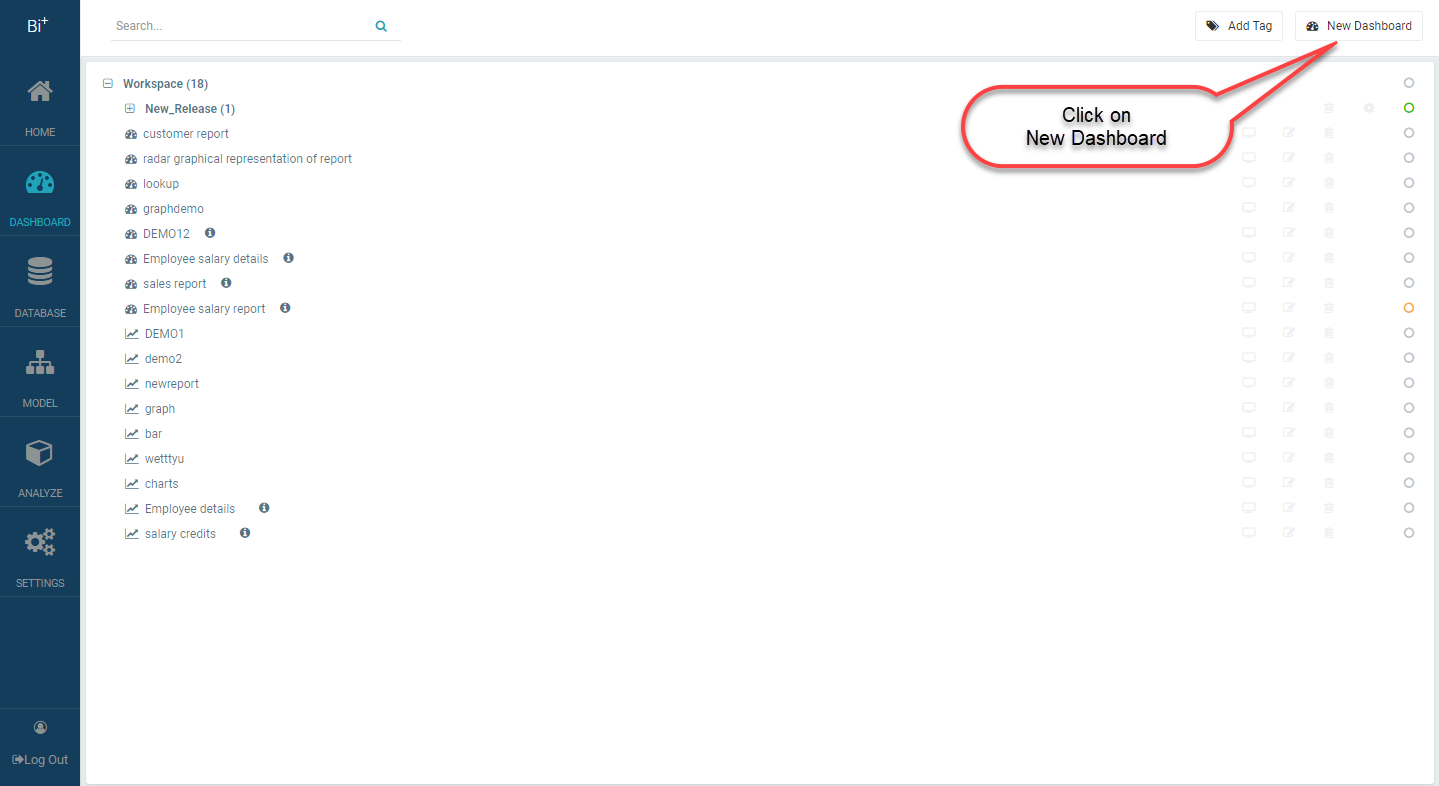 Bi+
Search...
Add Tag
New Dashboard
HOME
DASHBOARD
DATABASE
MODEL
ANALYZE
SETTINGS
Log Out
Workspace (18)
New_Release (1)
customer report
radar graphical representation of report
lookup
graphdemo
DEMO12
Employee salary details
sales report
Employee salary report
DEMO1
demo2
newreport
graph
bar
wetttyu
charts
Employee details
salary credits
Click on
New Dashboard